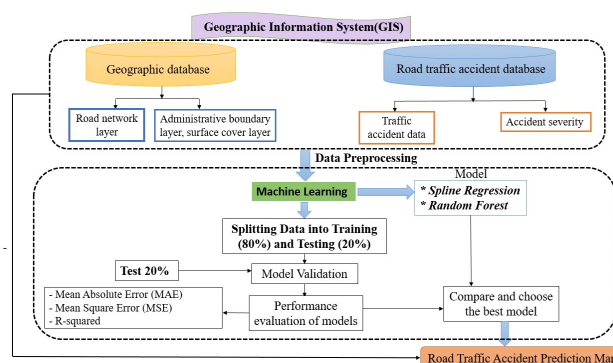 Geographic Information System(GIS)
Geographic database
Road traffic accident database
Road network
layer
Administrative boundary
layer, surface cover layer
Traffic
accident data
Accident severity
Data Preprocessing
Model
Machine Learning
* Spline Regression
* Random Forest
Splitting Data into Training
(80%) and Testing (20%)
Test 20%
Model Validation
- Mean Absolute Error (MAE)
- Mean Square Error (MSE)
- R-squared
Performance
evaluation of models
Compare and choose
the best model
Road Traffic Accident Prediction